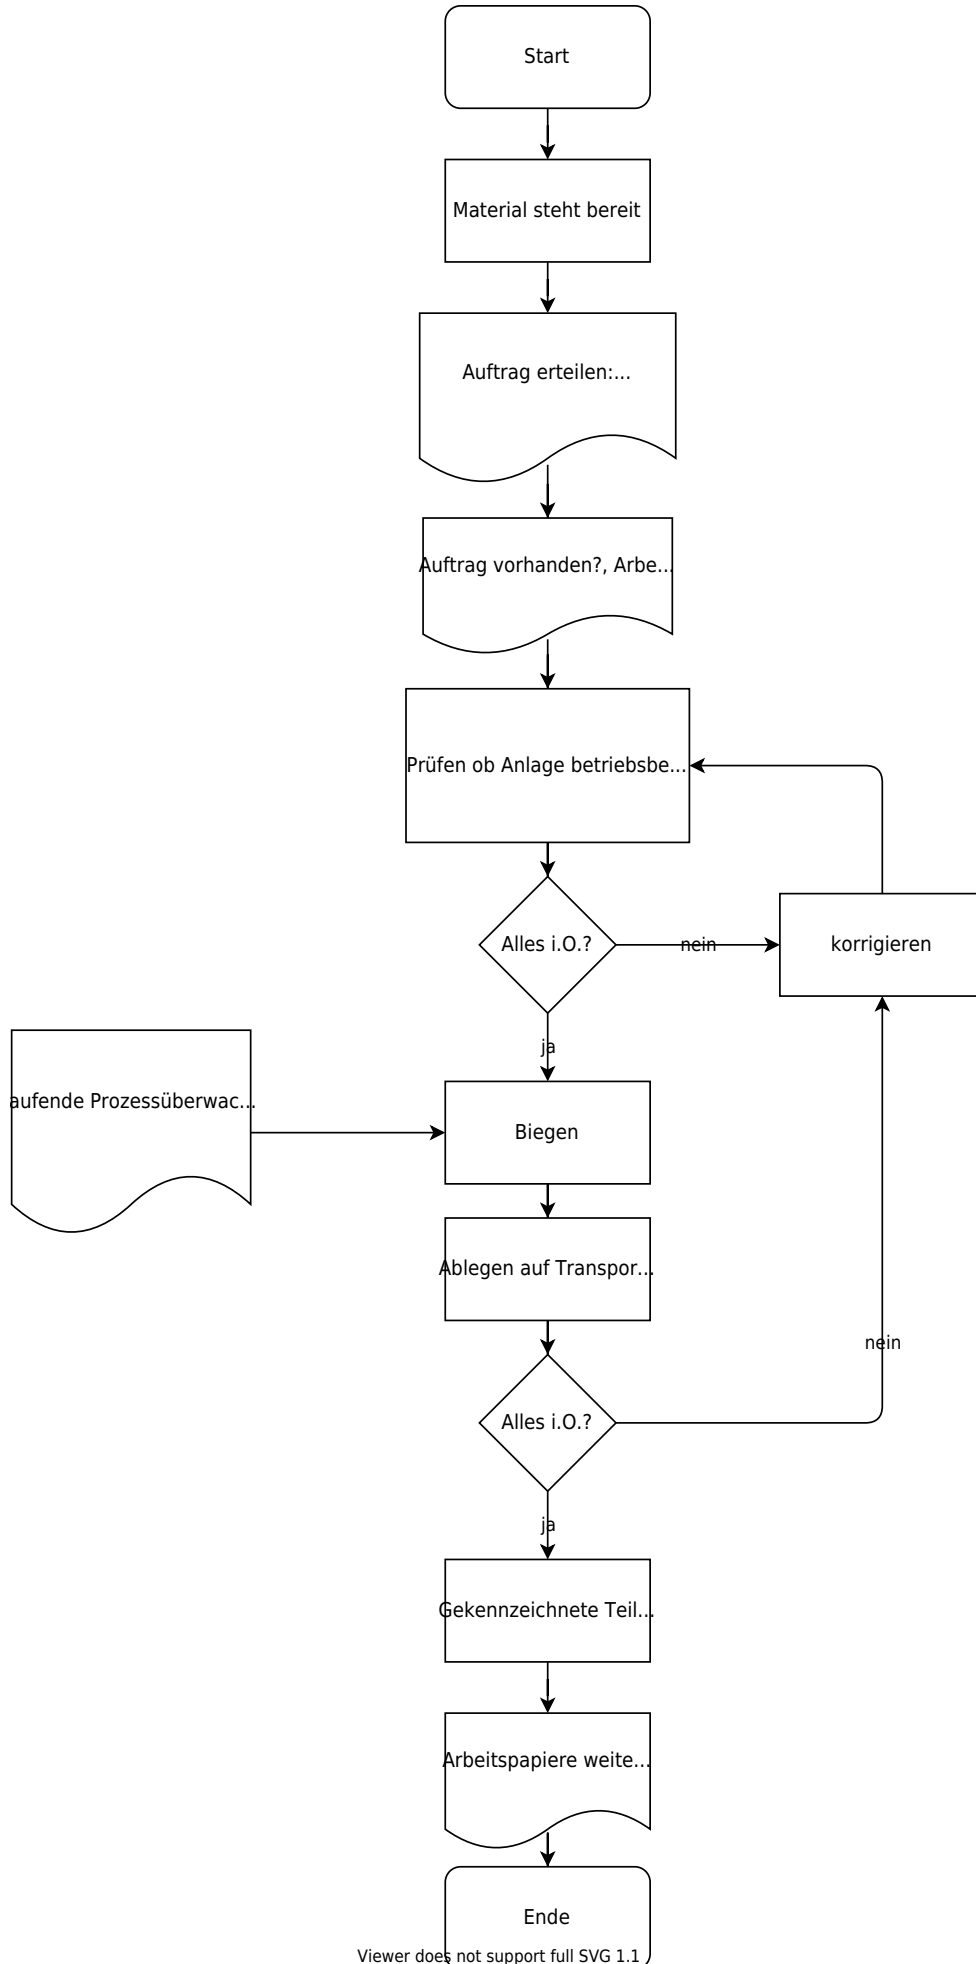 Start
Material steht bereit
Auftrag erteilen:...
Auftrag vorhanden?, Arbe...
Prüfen ob Anlage betriebsbe...
Alles i.O.?
nein
korrigieren
ja
aufende Prozessüberwac...
Biegen
Ablegen auf Transpor...
nein
Alles i.O.?
ja
Gekennzeichnete Teil...
Arbeitspapiere weite...
Ende
Viewer does not support full SVG 1.1